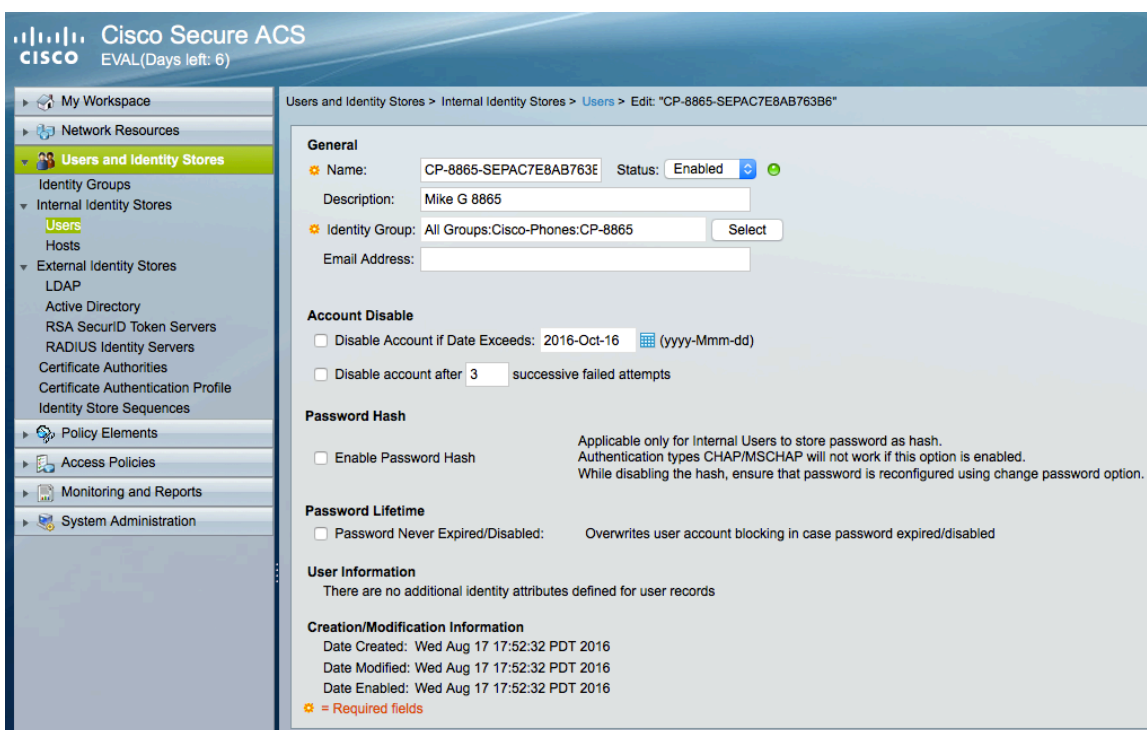 Cisco Secure ACS
CISCO
EVAL(Days left: 6)
My Workspace
Network Resources
Users and Identity Stores
Identity Groups
Internal Identity Stores
Users
Hosts
External Identity Stores
LDAP
Active Directory
RSA SecurID Token Servers
RADIUS Identity Servers
Certificate Authorities
Certificate Authentication Profile
Identity Store Sequences
Policy Elements
Access Policies
Monitoring and Reports
System Administration
Users and Identity Stores > Internal Identity Stores > Users > Edit: "CP-8865-SEPAC7E8AB763B6"
General
Name: CP-8865-SEPAC7E8AB763E Status: Enabled
Description: Mike G 8865
Identity Group: All Groups:Cisco-Phones:CP-8865 Select
Email Address:
Account Disable
Disable Account if Date Exceeds: 2016-Oct-16 (yyyy-Mmm-dd)
Disable account after 3 successive failed attempts
Password Hash
Enable Password Hash
Applicable only for Internal Users to store password as hash.
Authentication types CHAP/MSCHAP will not work if this option is enabled.
While disabling the hash, ensure that password is reconfigured using change password option.
Password Lifetime
Password Never Expired/Disabled: Overwrites user account blocking in case password expired/disabled
User Information
There are no additional identity attributes defined for user records
Creation/Modification Information
Date Created: Wed Aug 17 17:52:32 PDT 2016
Date Modified: Wed Aug 17 17:52:32 PDT 2016
Date Enabled: Wed Aug 17 17:52:32 PDT 2016
= Required fields